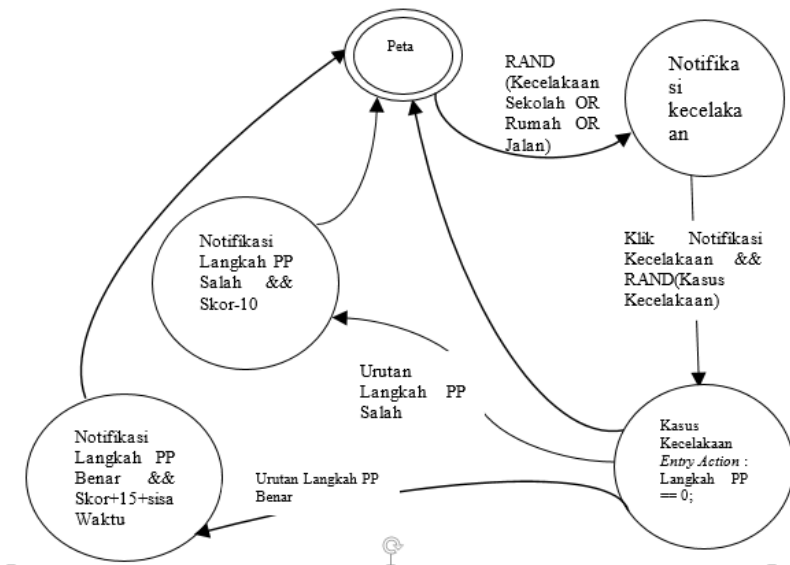 Peta
RAND
(Kecelakaan
Sekolah OR
Rumah OR
Jalan)
Notifika
si
kecelaka
an
Klik Notifikasi
Kecelakaan &&
RAND(Kasus
Kecelakaan)
Notifikasi
Langkah PP
Salah &&
Skor-10
Urutan
Langkah PP
Salah
Kasus
Kecelakaan
Entry Action :
Langkah PP
== 0;
Notifikasi
Langkah PP
Benar &&
Skor+15+sisa
Waktu
Urutan Langkah PP
Benar